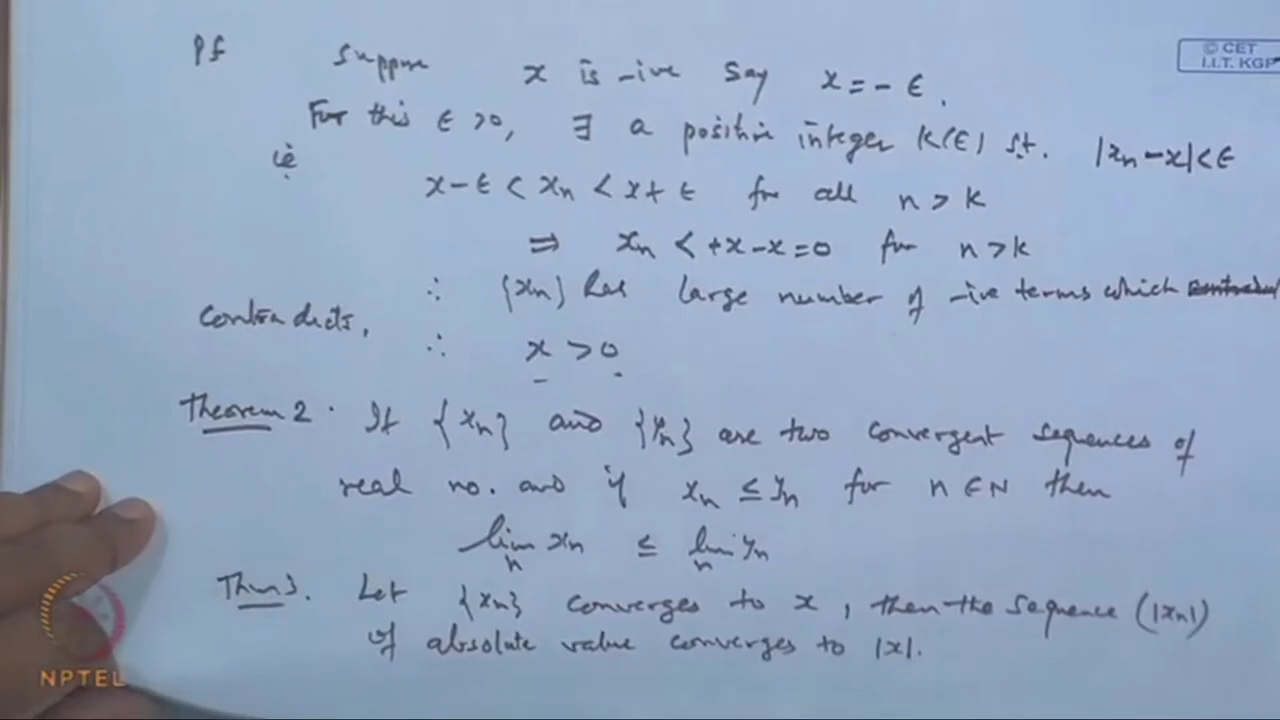 Pf Suppose x is -ive say x = - ϵ.
© CET
I.I.T. KGP
For this ϵ >0, ∃ a positive integer K(ϵ) s.t. |xn - x| < ϵ
ie
x-ϵ < xn < x+ ϵ for all n > K
⇒ xn < +x-x=0 for n > K
∴ {xn} has large number of -ive terms which
contradicts.
∴ x > 0
Theorem 2. If {xn} and {yn} are two convergent sequences of
real no. and if xn ≤ yn for n ∈ N then
lim n xn ≤ lim n yn
Thm 3. Let {xn} converges to x, then the sequence (|xn|)
of absolute value converges to |x|.
NPTEL